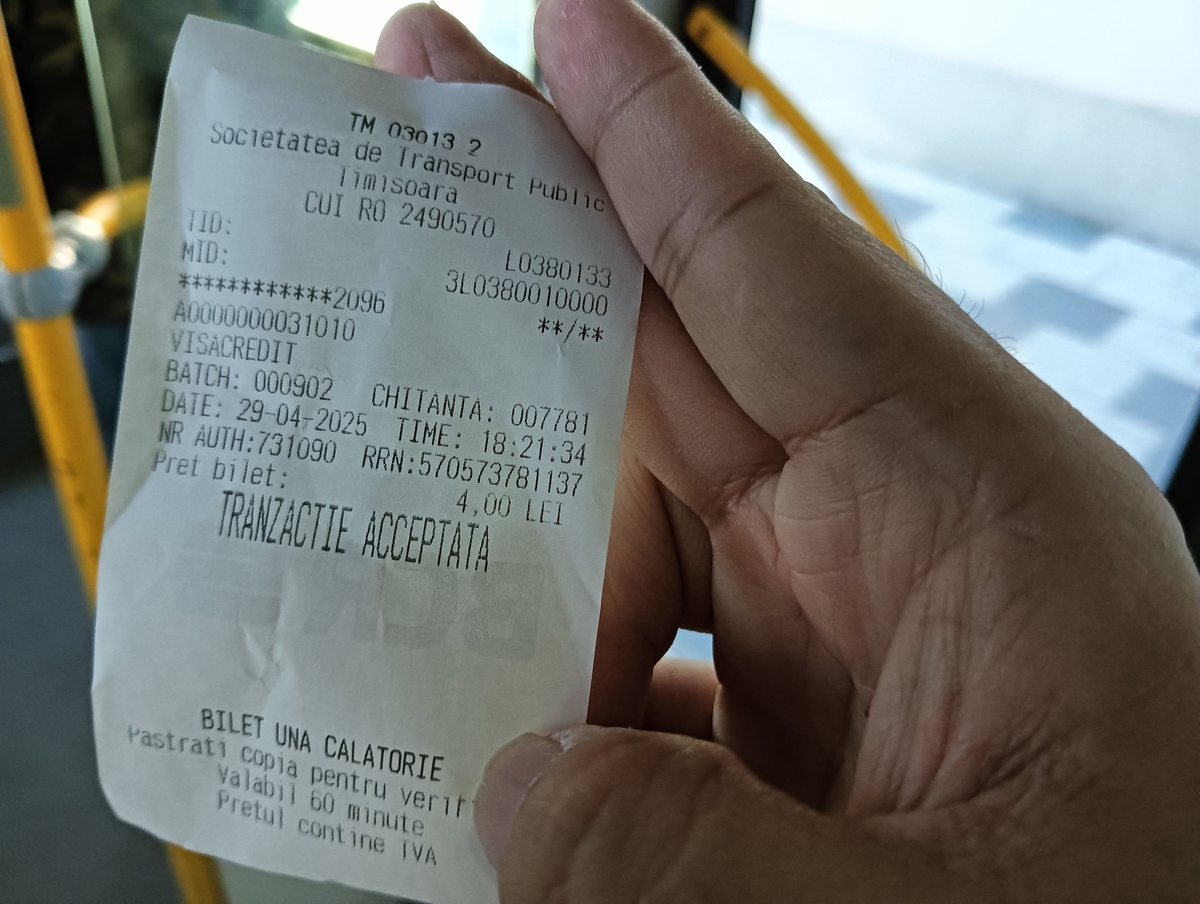 TM 03013 2
Societatea de Transport Public
Timisoara
CUI RO 2490570
TID: L0380133
MID: 3L0380010000
************2096 **/**
A0000000031010
VISACREDIT
BATCH: 000902 CHITANTA: 007781
DATE: 29-04-2025 TIME: 18:21:34
NR AUTH:731090 RRN:570573781137
Pret bilet: 4,00 LEI
TRANZACTIE ACCEPTATA
BILET UNA CALATORIE
Pastrati copia pentru verif
Valabil 60 minute
Pretul contine TVA